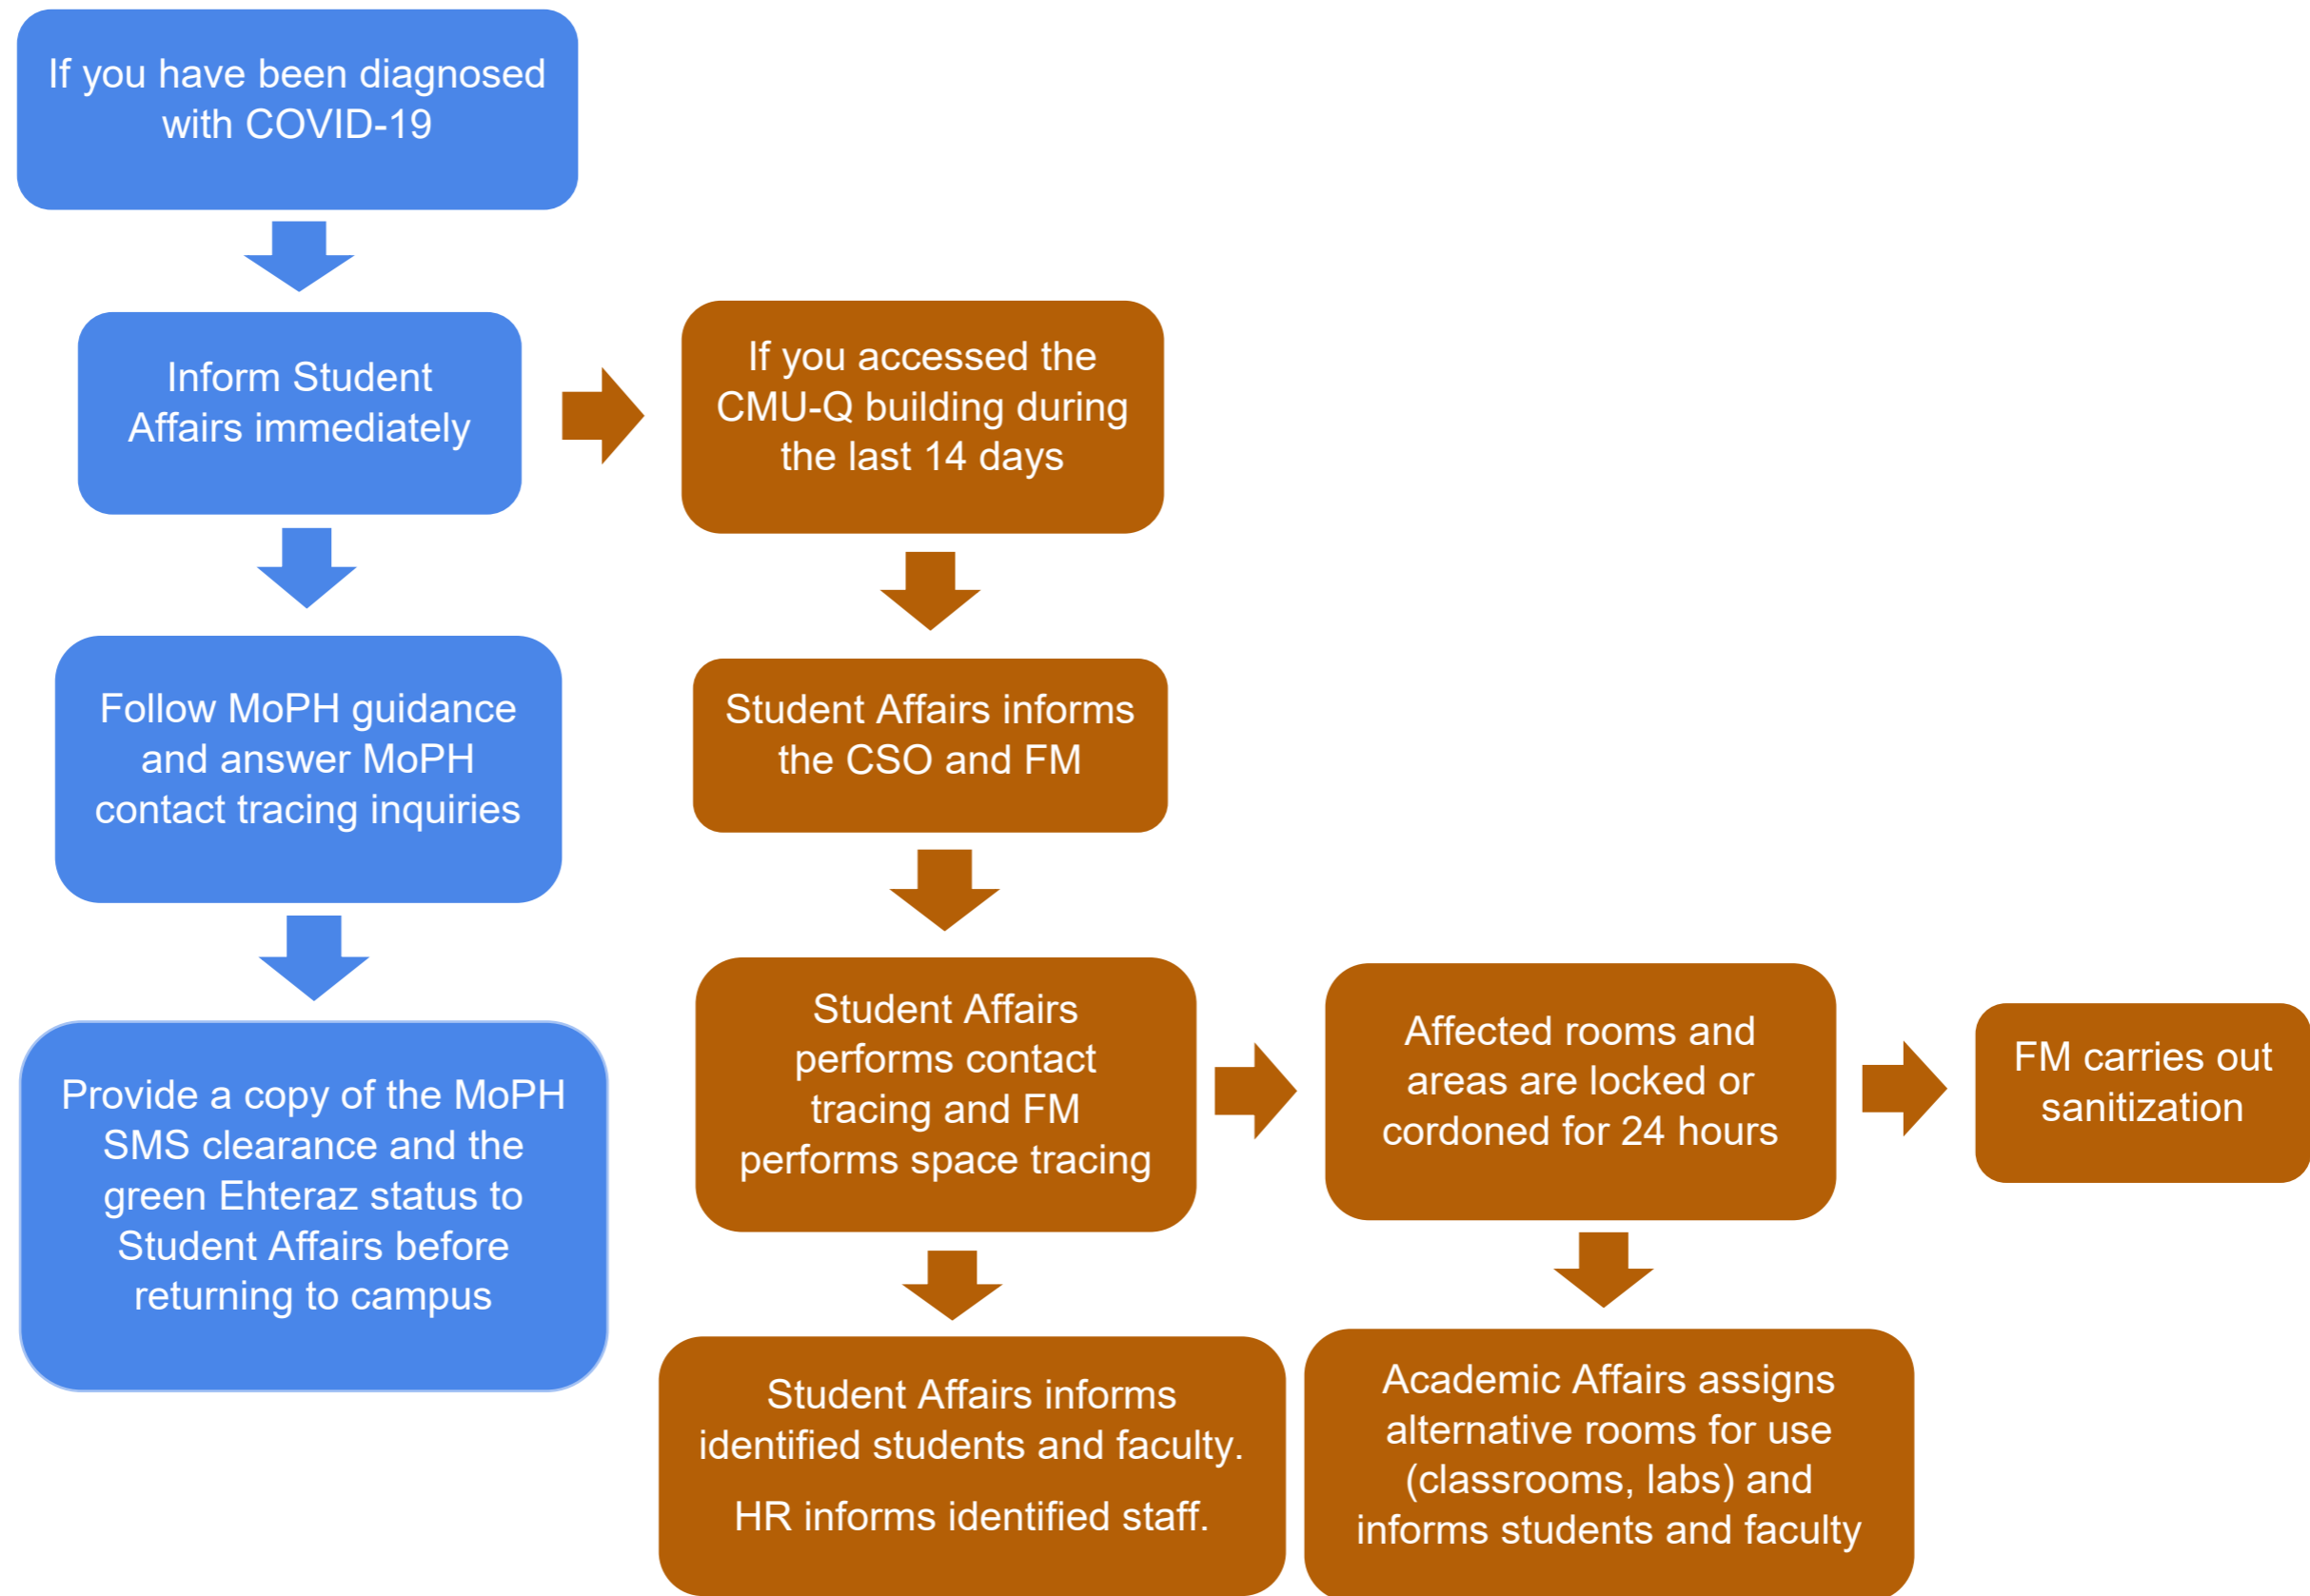 If you have been diagnosed
with COVID-19
Inform Student
Affairs immediately
Follow MoPH guidance
and answer MoPH
contact tracing inquiries
Provide a copy of the MoPH
SMS clearance and the
green Ehteraz status to
Student Affairs before
returning to campus
If you accessed the
CMU-Q building during
the last 14 days
Student Affairs informs
the CSO and FM
Student Affairs
performs contact
tracing and FM
performs space tracing
Student Affairs informs
identified students and faculty.
HR informs identified staff.
Affected rooms and
areas are locked or
cordoned for 24 hours
Academic Affairs assigns
alternative rooms for use
(classrooms, labs) and
informs students and faculty
FM carries out
sanitization